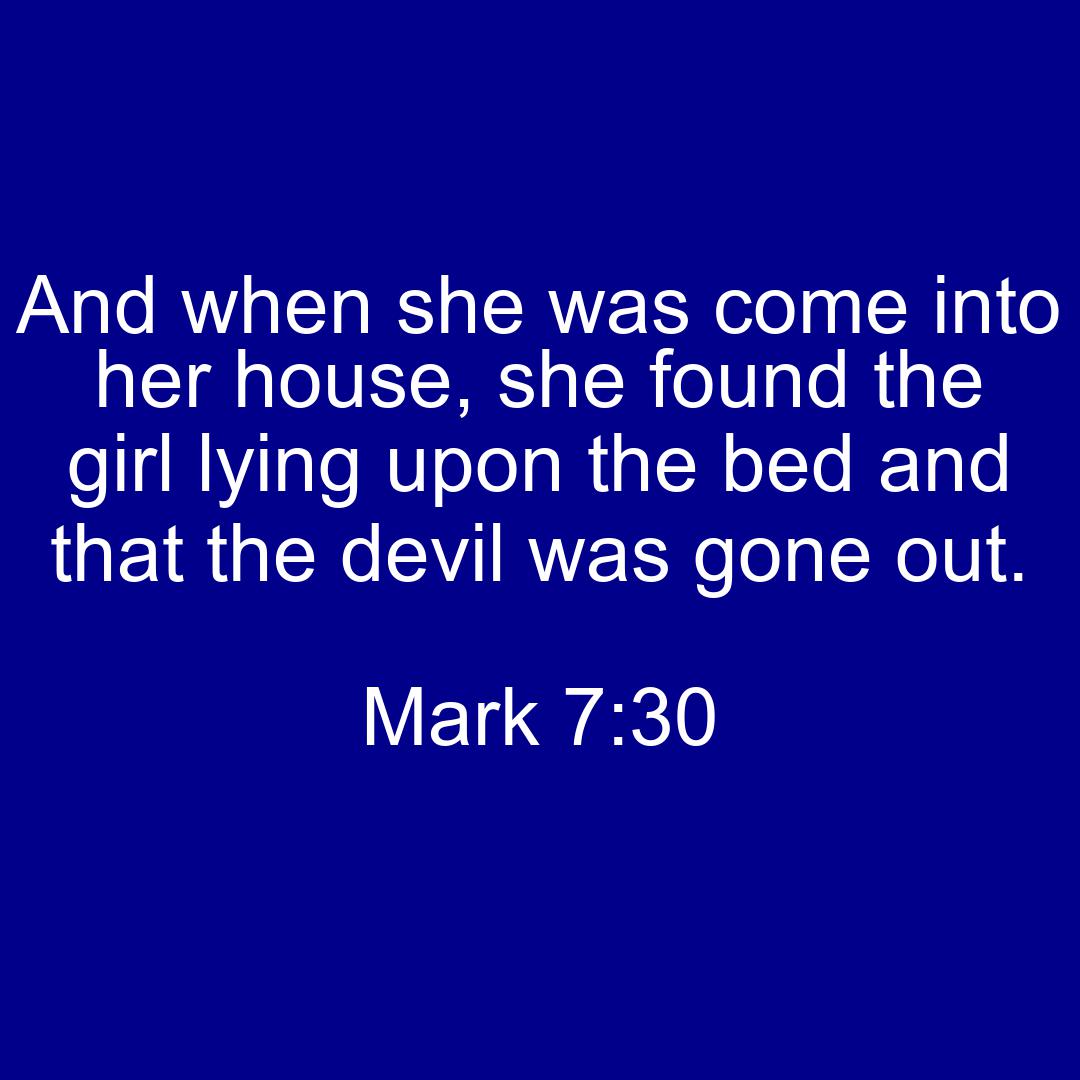 And when she was come into
her house, she found the
girl lying upon the bed and
that the devil was gone out.
Mark 7:30